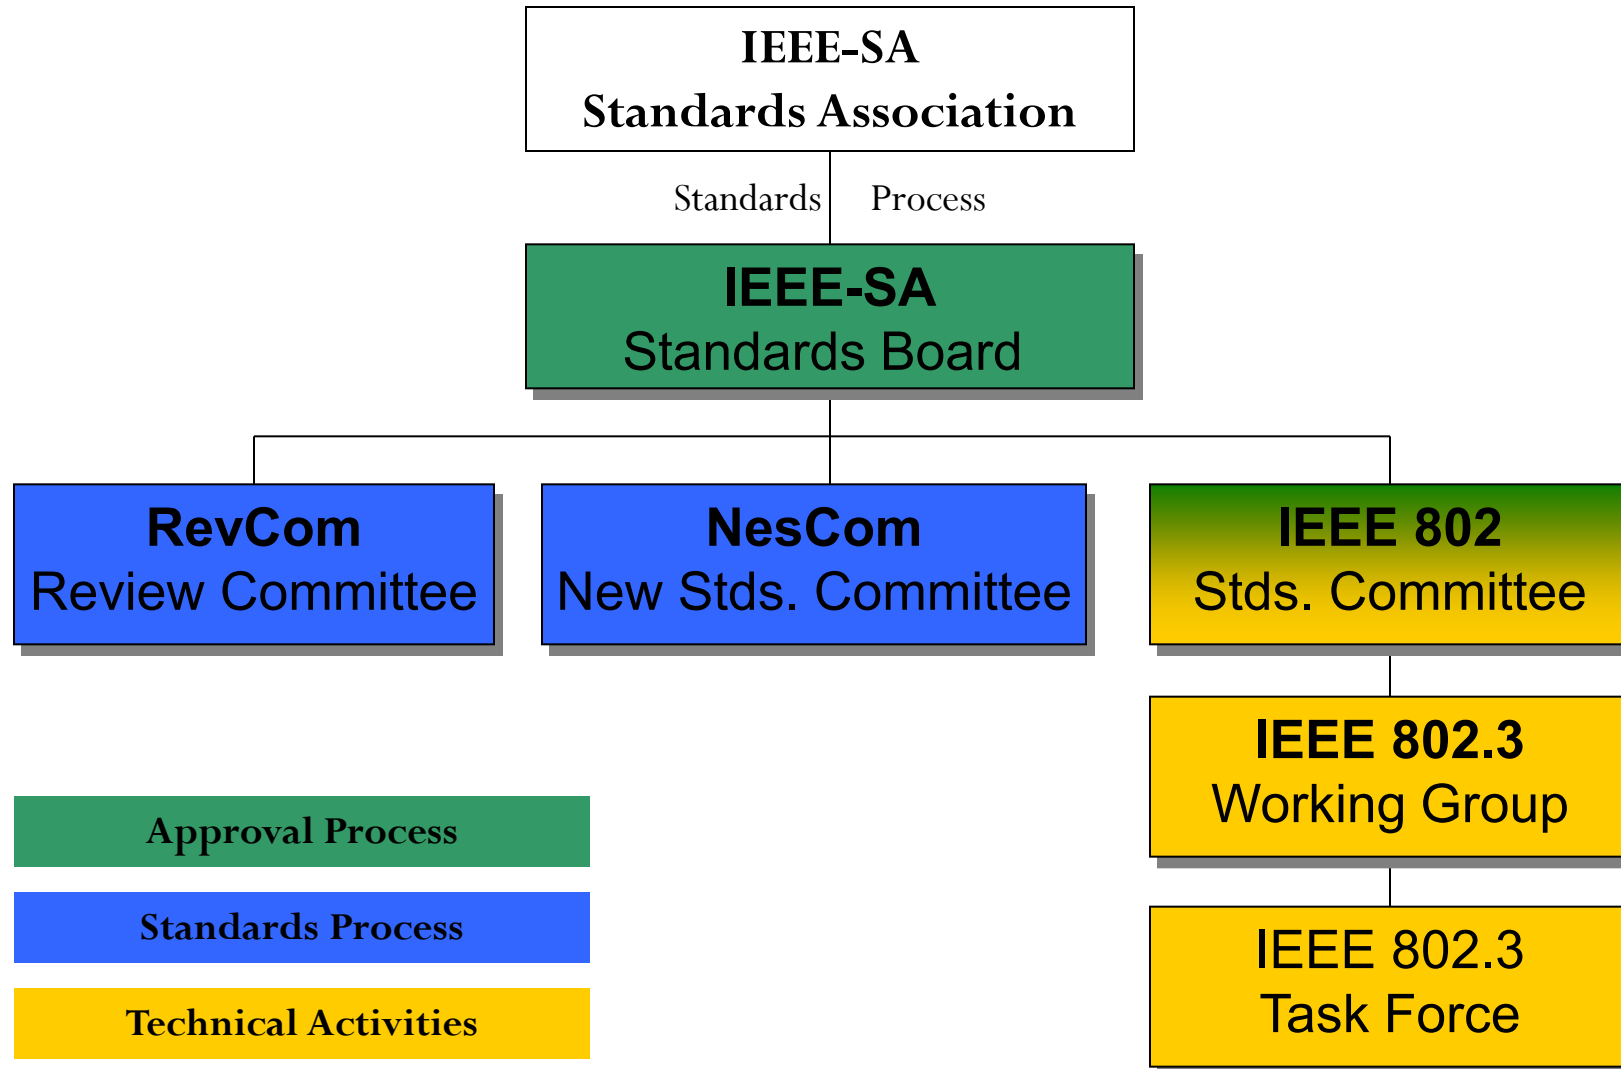 IEEE-SA
Standards Association
Standards Process
IEEE-SA
Standards Board
RevCom
Review Committee
NesCom
New Stds. Committee
IEEE 802
Stds. Committee
IEEE 802.3
Working Group
IEEE 802.3
Task Force
Approval Process
Standards Process
Technical Activities